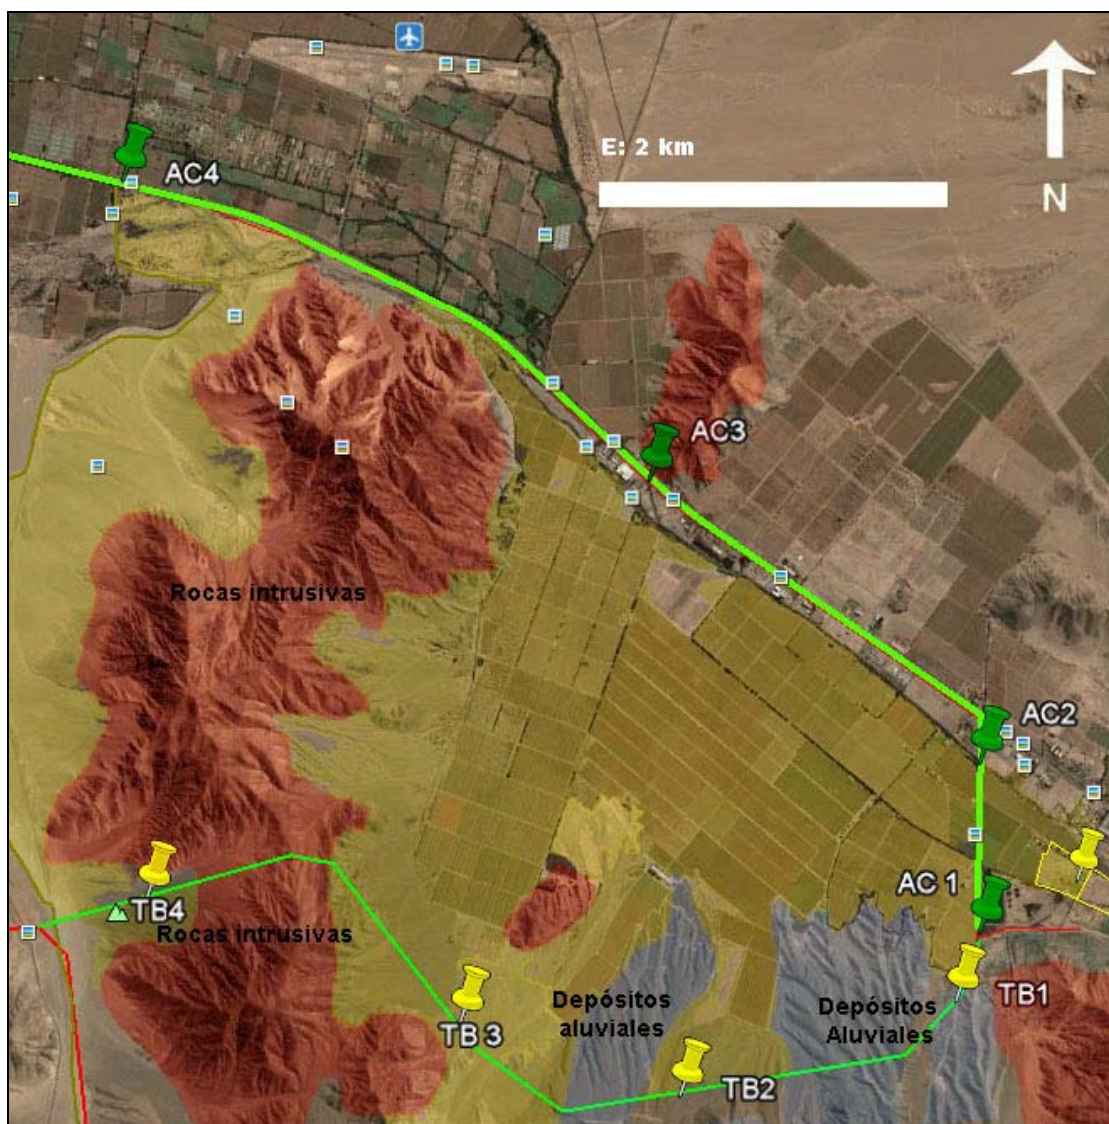 E: 2 km
N
AC4
AC3
Rocas intrusivas
AC2
AC 1
TB4
Rocas intrusivas
TB 3
Depósitos
aluviales
Depósitos
Aluviales
TB1
TB2